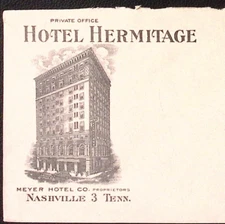 PRIVATE OFFICE
HOTEL HERMITAGE
MEYER HOTEL CO. PROPRIETORS
NASHVILLE 3 TENN.